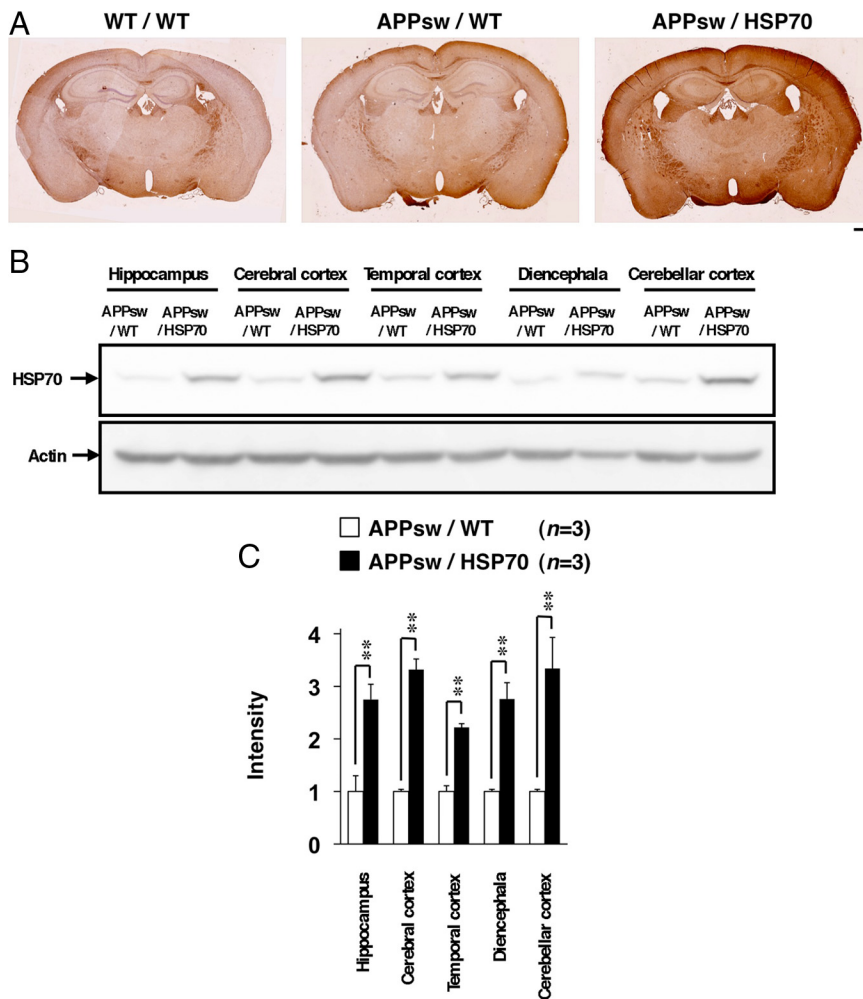 A
WT / WT
APPsw / WT
APPsw / HSP70
B
Hippocampus
Cerebral cortex
Temporal cortex
Diencephala
Cerebellar cortex
APPsw
/ WT
APPsw
/ HSP70
APPsw
/ WT
APPsw
/ HSP70
APPsw
/ WT
APPsw
/ HSP70
APPsw
/ WT
APPsw
/ HSP70
APPsw
/ WT
APPsw
/ HSP70
HSP70
Actin
C
APPsw / WT (n=3)
APPsw / HSP70 (n=3)
Intensity
4
3
2
1
0
**
**
**
**
**
Hippocampus
Cerebral cortex
Temporal cortex
Diencephala
Cerebellar cortex